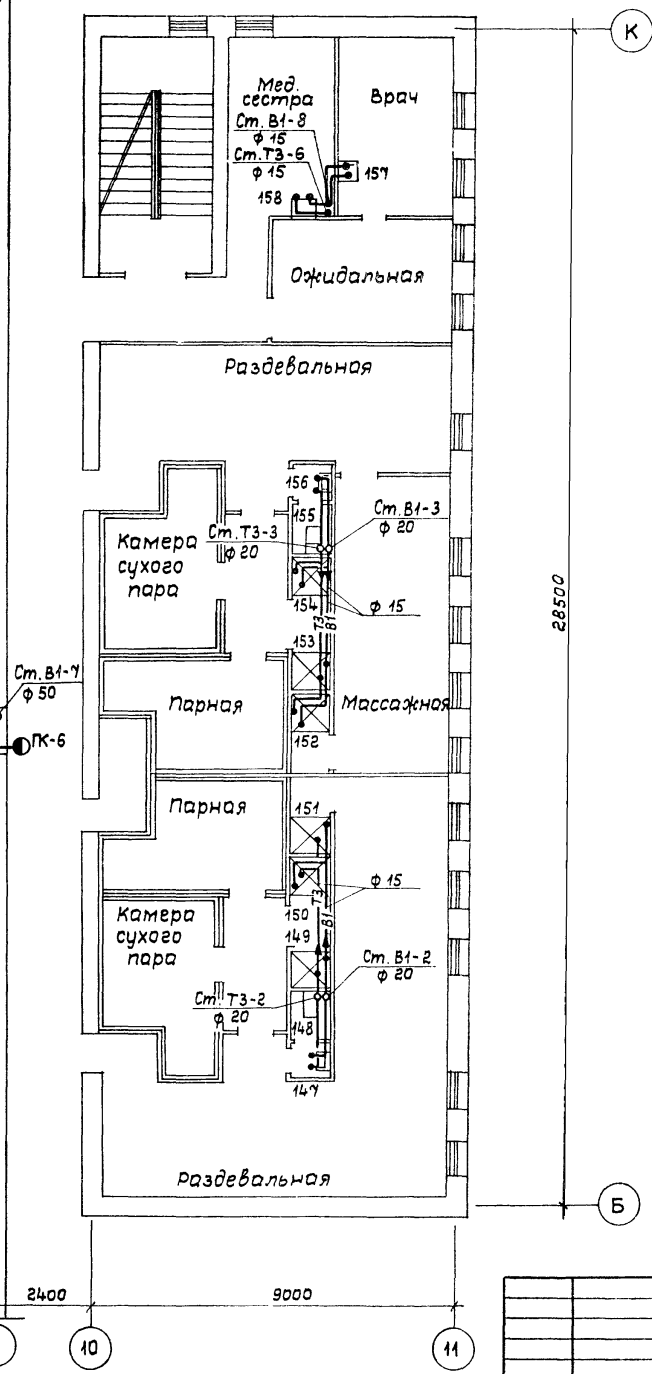 К
Мед.
сестра
Врач
Ст. В1-8
ф 15
Ст. Т3-6
ф 15
157
158
Ожидальная
Раздевальная
156
155
Ст. В1-3
ф 20
Ст. Т3-3
ф 20
Камера
сухого
пара
154
ф 15
Т3
В1
153
28500
Ст. В1-7
ф 50
Парная
Массажная
ПК-6
152
Парная
151
ф 15
Т3
В1
150
Камера
сухого
пара
149
Ст. В1-2
ф 20
Ст. Т3-2
ф 20
148
147
Раздевальная
Б
2400
9000
10
11